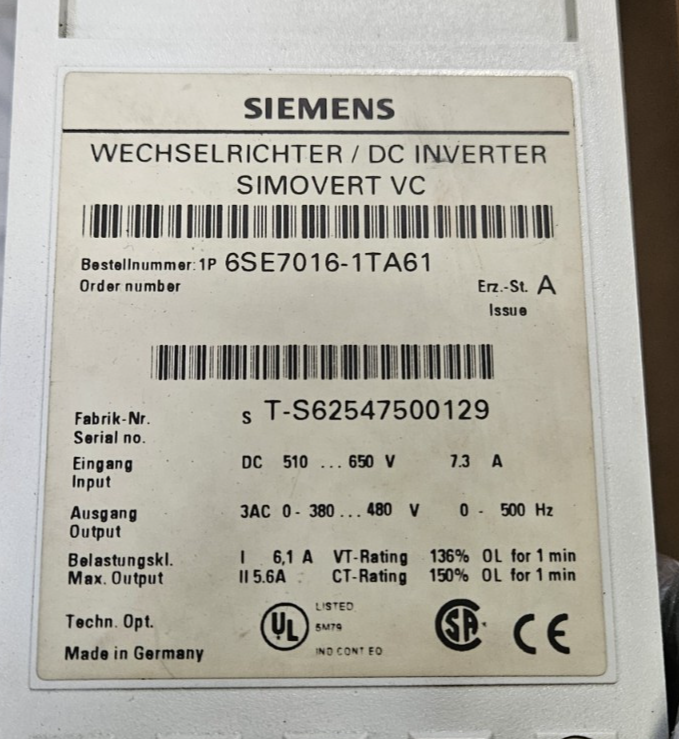 SIEMENS
WECHSELRICHTER / DC INVERTER
SIMOVERT VC
Bestellnummer: 1P 6SE7016-1TA61
Order number
Erz.-St. A
Issue
Fabrik-Nr. S T-S62547500129
Serial no.
Eingang DC 510 ... 650 V 7.3 A
Input
Ausgang 3AC 0 - 380 ... 480 V 0 - 500 Hz
Output
Belastungskl. I 6,1 A VT-Rating 136% OL for 1 min
Max. Output II 5.6A CT-Rating 150% OL for 1 min
Techn. Opt.
UL LISTED
5M79
IND CONT EQ
SA CE
Made in Germany